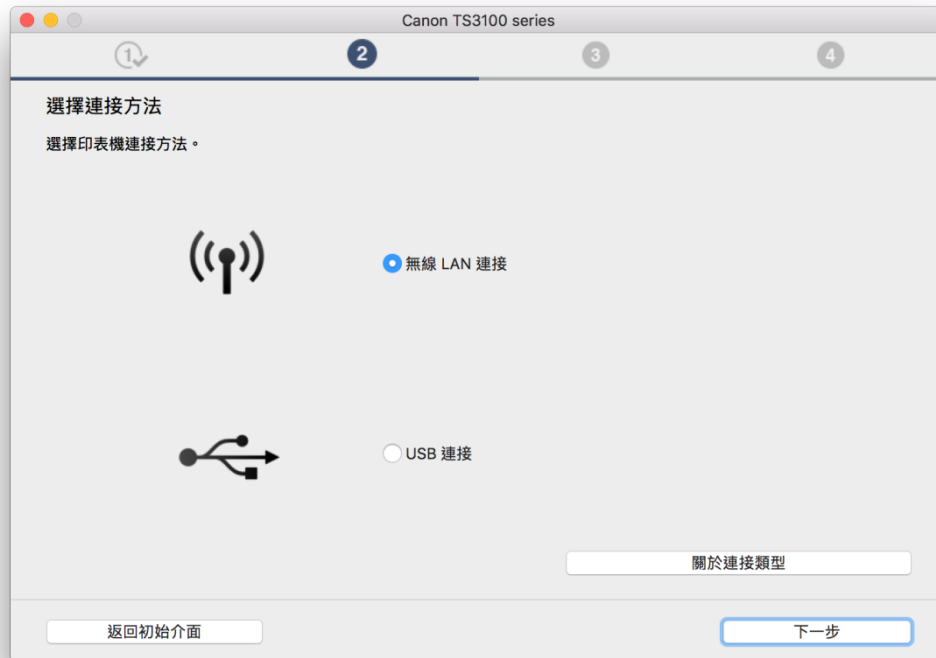 Canon TS3100 series
1
2
3
4
選擇連接方法
選擇印表機連接方法。
無線 LAN 連接
USB 連接
關於連接類型
返回初始介面
下一步